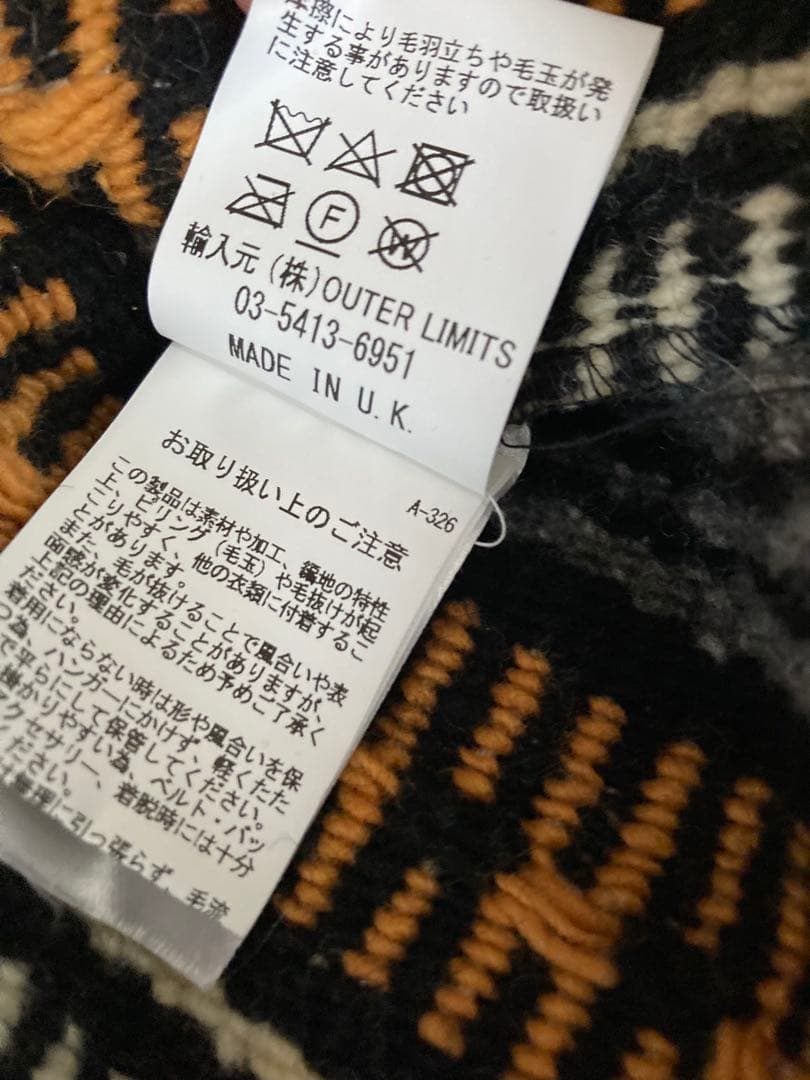 摩擦により毛羽立ちや毛玉が発
生する事がありますので取扱い
に注意してください
F
W
輸入元 (株)OUTER LIMITS
03-5413-6951
MADE IN U.K.
A-326
お取り扱い上のご注意
この製品は素材や加工、編地の特性
上、ピリング(毛玉)や毛抜けが起
こりやすく、他の衣類に付着するこ
とがあります。
また、毛が抜けることで風合いや表
面感が変化することがありますが、
上記の理由によるため予めご了承く
ださい。
着用にならない時は形や風合いを保
つ為、ハンガーにかけず、軽くたた
で平らにして保管してください。
掛かりやすい為、ベルト・バッ
アクセサリー、着脱時には十分
ください。
無理に引っ張らず、毛流